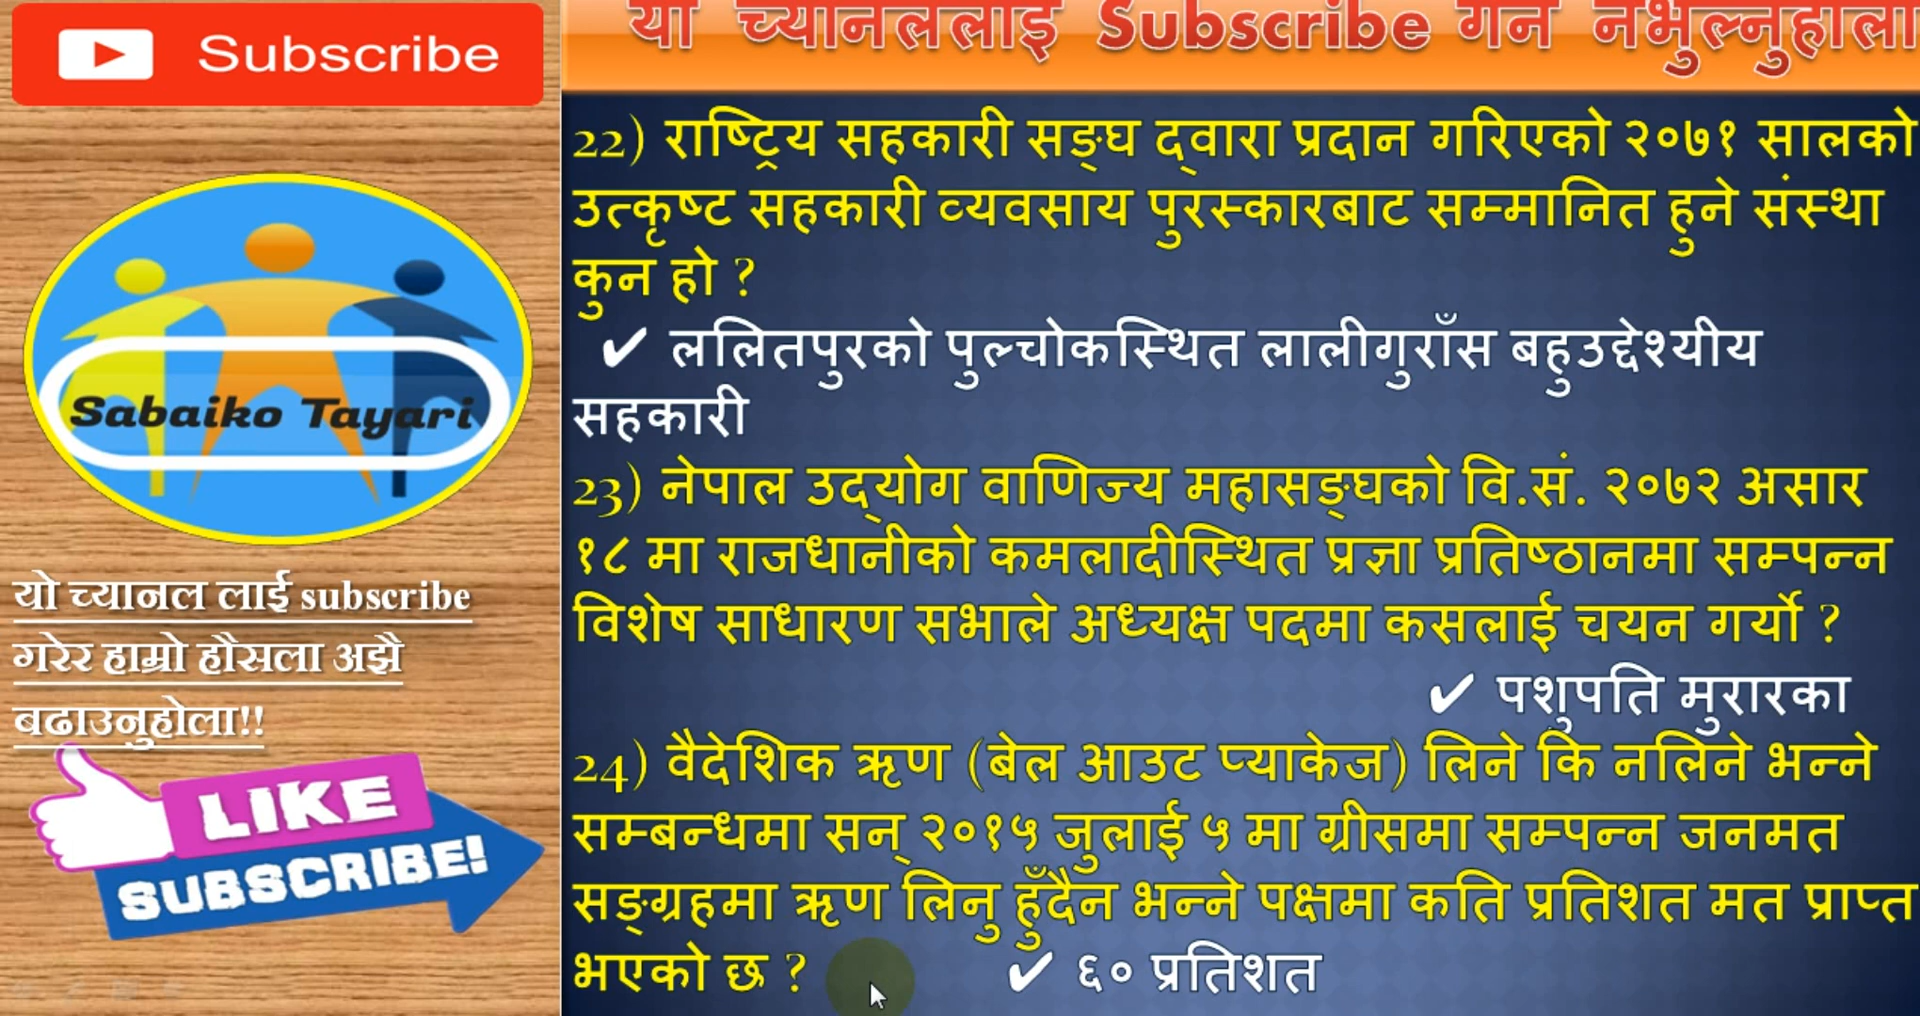 Subscribe
यो च्यानललाई Subscribe गर्न नभुल्नुहोला
22) राष्ट्रिय सहकारी सङ्घ द्वारा प्रदान गरिएको २०७१ सालको
उत्कृष्ट सहकारी व्यवसाय पुरस्कारबाट सम्मानित हुने संस्था
कुन हो ?
✔ ललितपुरको पुल्चोकस्थित लालीगुराँस बहुउद्देश्यीय
सहकारी
23) नेपाल उद्योग वाणिज्य महासङ्घको वि.सं. २०७२ असार
१८ मा राजधानीको कमलादीस्थित प्रज्ञा प्रतिष्ठानमा सम्पन्न
विशेष साधारण सभाले अध्यक्ष पदमा कसलाई चयन गर्यो ?
✔ पशुपति मुरारका
24) वैदेशिक ऋण (बेल आउट प्याकेज) लिने कि नलिने भन्ने
सम्बन्धमा सन् २०१५ जुलाई ५ मा ग्रीसमा सम्पन्न जनमत
सङ्ग्रहमा ऋण लिनु हुँदैन भन्ने पक्षमा कति प्रतिशत मत प्राप्त
भएको छ ? ✔ ६० प्रतिशत
Sabaiko Tayari
यो च्यानल लाई subscribe
गरेर हाम्रो हौसला अझै
बढाउनुहोला!!
LIKE
SUBSCRIBE!